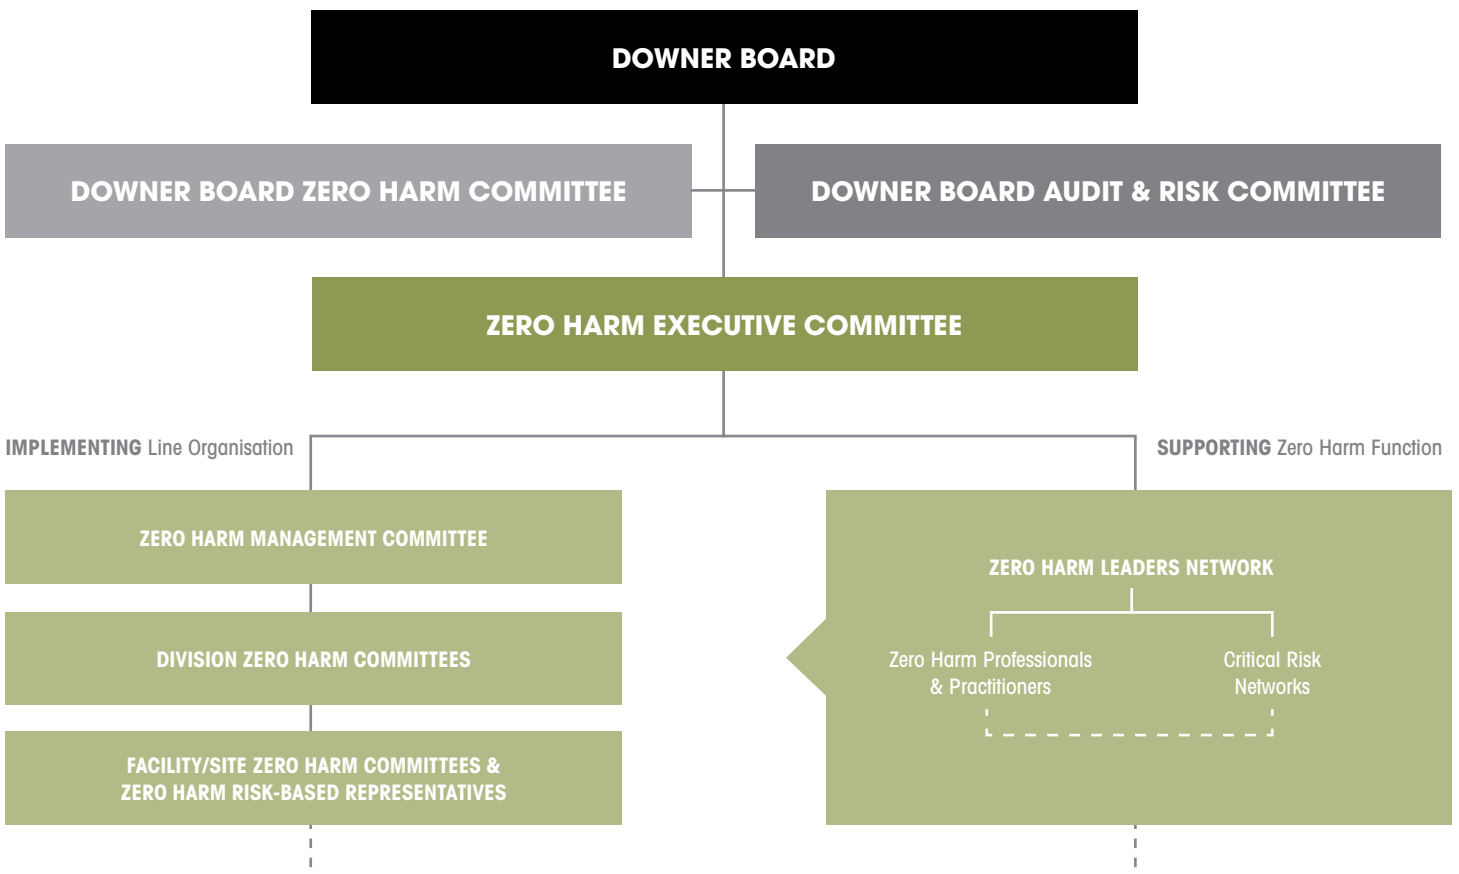 DOWNER BOARD
DOWNER BOARD ZERO HARM COMMITTEE
DOWNER BOARD AUDIT & RISK COMMITTEE
ZERO HARM EXECUTIVE COMMITTEE
IMPLEMENTING Line Organisation
SUPPORTING Zero Harm Function
ZERO HARM MANAGEMENT COMMITTEE
DIVISION ZERO HARM COMMITTEES
FACILITY/SITE ZERO HARM COMMITTEES &
ZERO HARM RISK-BASED REPRESENTATIVES
ZERO HARM LEADERS NETWORK
Zero Harm Professionals
& Practitioners
Critical Risk
Networks